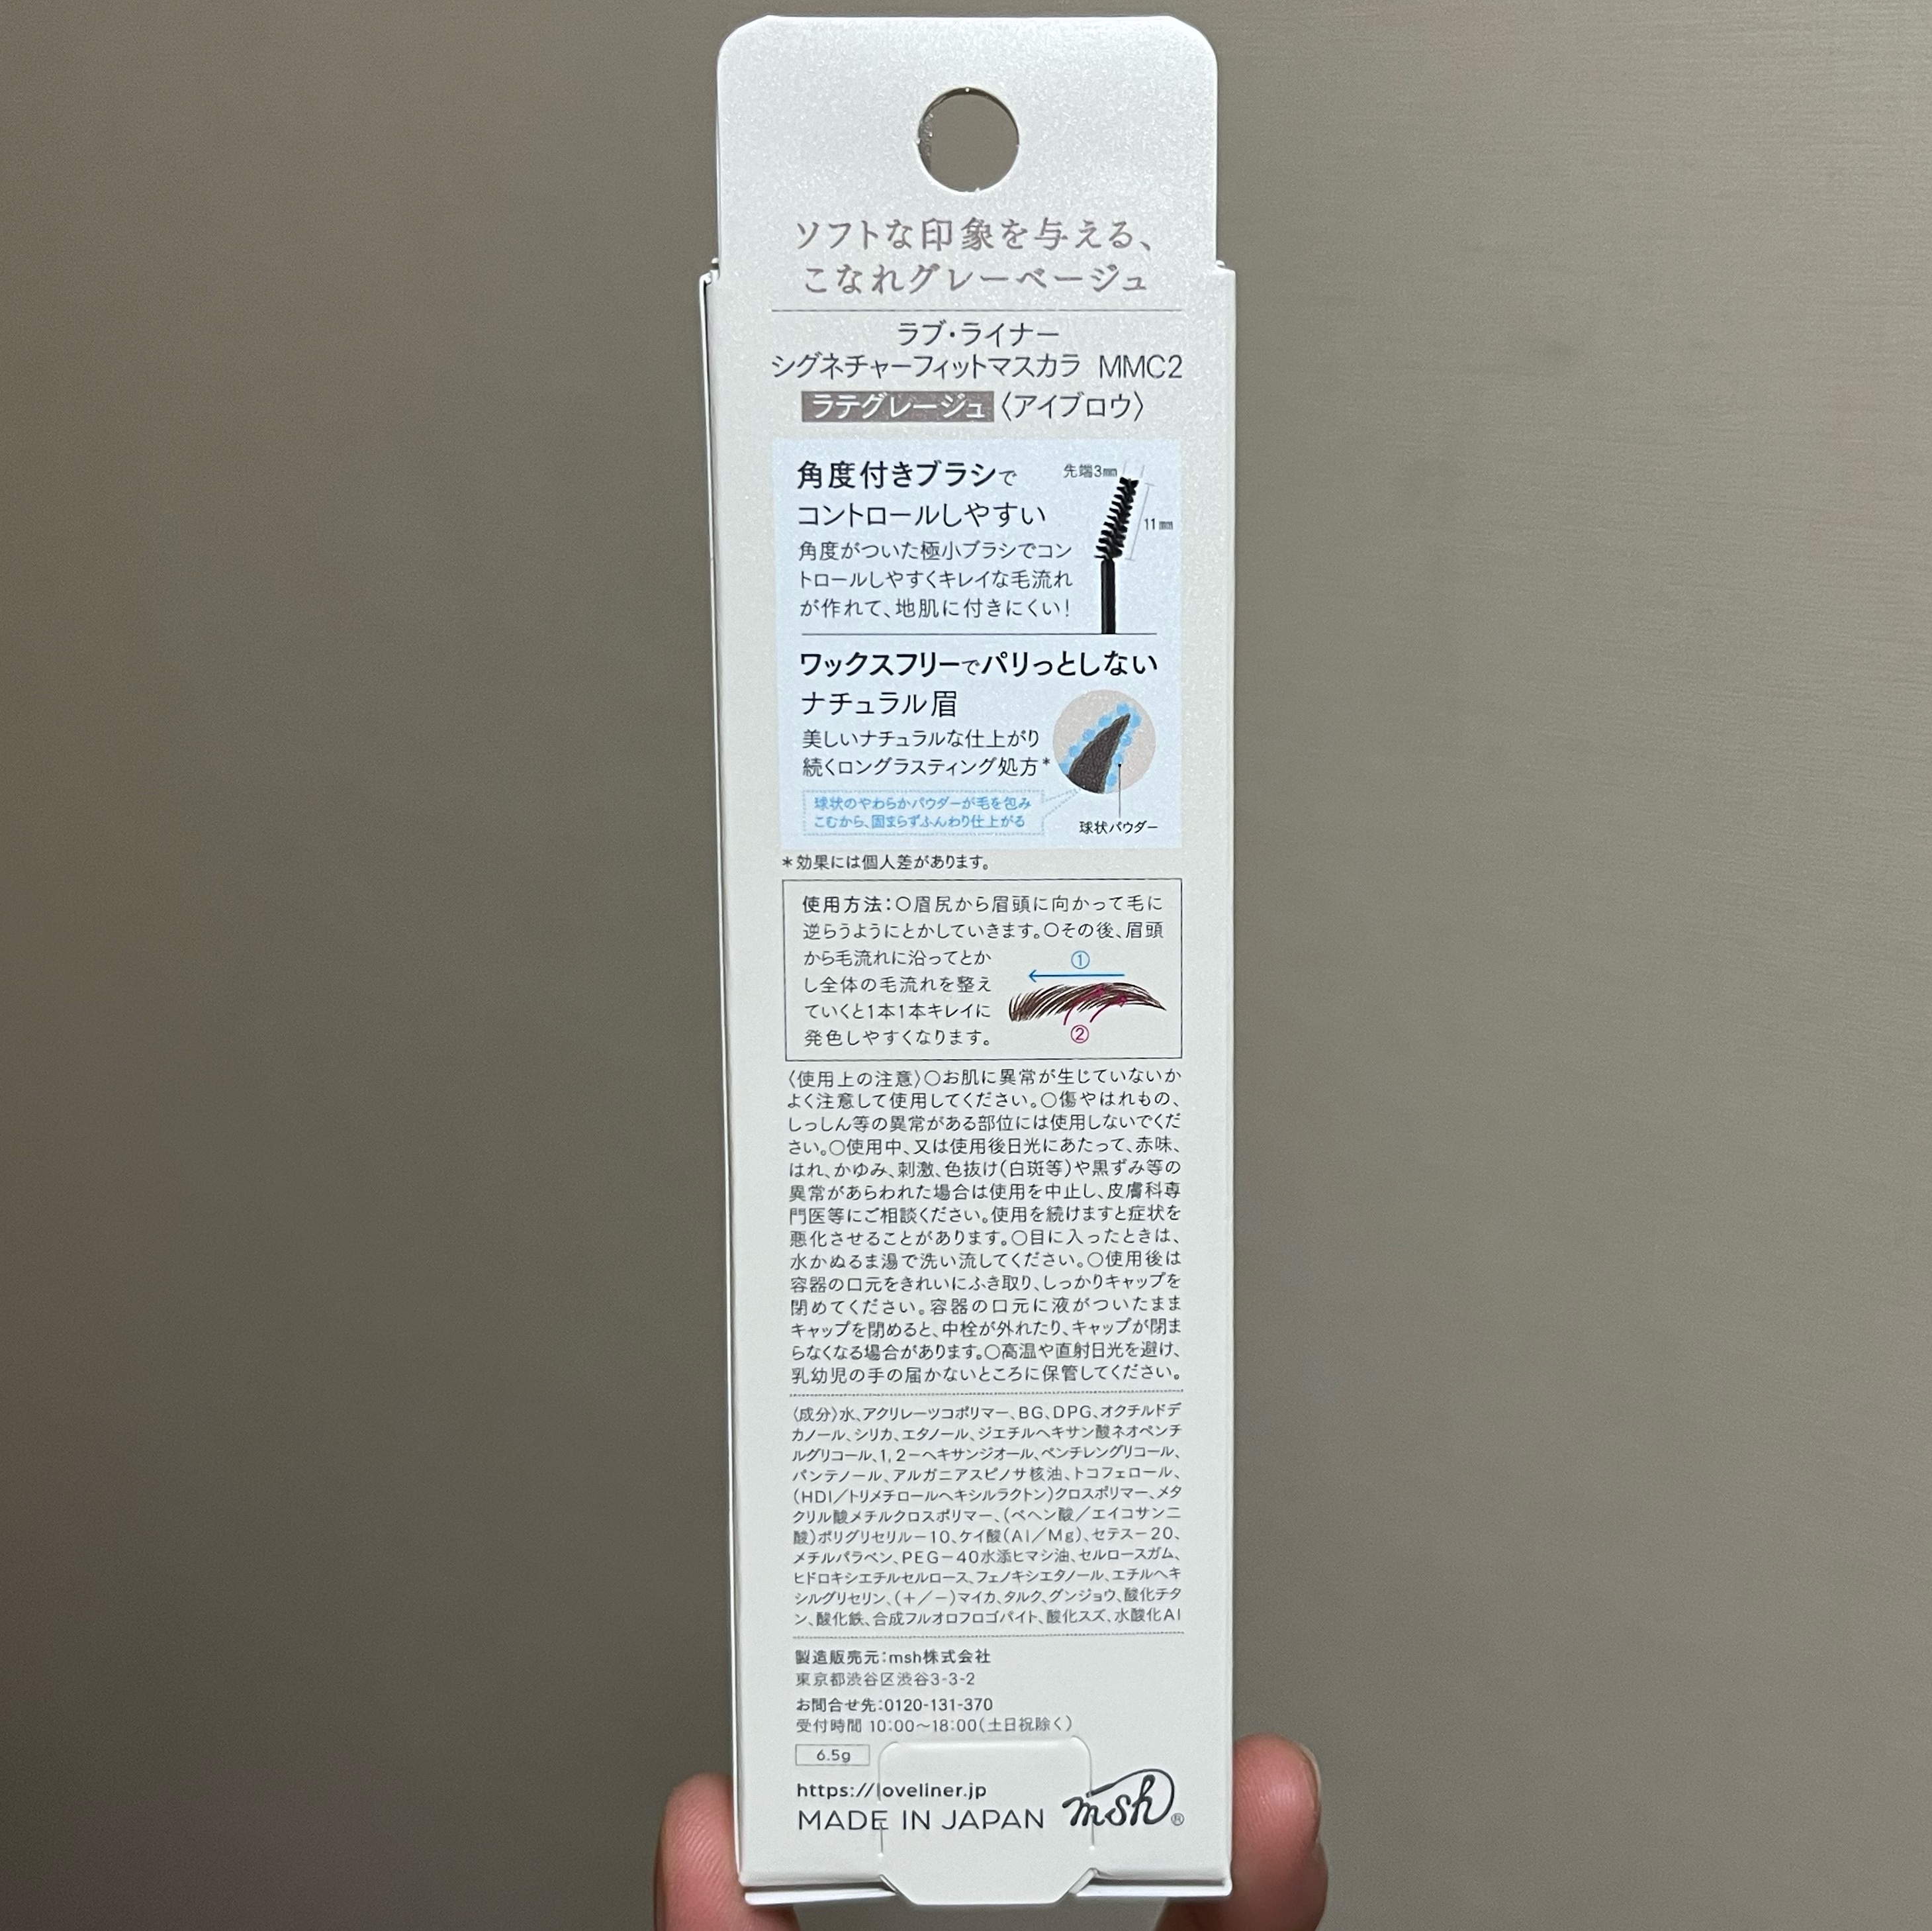 ソフトな印象を与える、
こなれグレーベージュ
ラブ・ライナー
シグネチャーフィットマスカラ MMC2
ラテグレージュ〈アイブロウ〉
角度付きブラシで
コントロールしやすい
角度がついた極小ブラシでコン
トロールしやすくキレイな毛流れ
が作れて、地肌に付きにくい！
先端3㎜
11㎜
ワックスフリーでパリっとしない
ナチュラル眉
美しいナチュラルな仕上がり
続くロングラスティング処方*
球状のやわらかパウダーが毛を包み
こむから、固まらずふんわり仕上がる
球状パウダー
*効果には個人差があります。
使用方法：○眉尻から眉頭に向かって毛に
逆らうようにとかしていきます。○その後、眉頭
から毛流れに沿ってとか
し全体の毛流れを整え
ていくと1本1本キレイに
発色しやすくなります。
①
②
〈使用上の注意〉○お肌に異常が生じていないか
よく注意して使用してください。○傷やはれもの、
しっしん等の異常がある部位には使用しないでくだ
さい。○使用中、又は使用後日光にあたって、赤味、
はれ、かゆみ、刺激、色抜け(白斑等)や黒ずみ等の
異常があらわれた場合は使用を中止し、皮膚科専
門医等にご相談ください。使用を続けますと症状を
悪化させることがあります。○目に入ったときは、
水かぬるま湯で洗い流してください。○使用後は
容器の口元をきれいにふき取り、しっかりキャップを
閉めてください。容器の口元に液がついたまま
キャップを閉めると、中栓が外れたり、キャップが閉ま
らなくなる場合があります。○高温や直射日光を避け、
乳幼児の手の届かないところに保管してください。
〈成分〉水、アクリレーツコポリマー、BG、DPG、オクチルドデ
カノール、シリカ、エタノール、ジエチルヘキサン酸ネオペンチ
ルグリコール、1,2－ヘキサンジオール、ペンチレングリコール、
パンテノール、アルガニアスピノサ核油、トコフェロール、
(HDI／トリメチロールヘキシルラクトン)クロスポリマー、メタ
クリル酸メチルクロスポリマー、(ベヘン酸／エイコサン二
酸)ポリグリセリル－10、ケイ酸(Al／Mg)、セテス－20、
メチルパラベン、PEG－40水添ヒマシ油、セルロースガム、
ヒドロキシエチルセルロース、フェノキシエタノール、エチルヘキ
シルグリセリン、(＋／－)マイカ、タルク、グンジョウ、酸化チタ
ン、酸化鉄、合成フルオロフロゴパイト、酸化スズ、水酸化Al
製造販売元：msh株式会社
東京都渋谷区渋谷3-3-2
お問合せ先：0120-131-370
受付時間 10:00～18:00(土日祝除く)
6.5g
https://loveliner.jp
MADE IN JAPAN
msh®